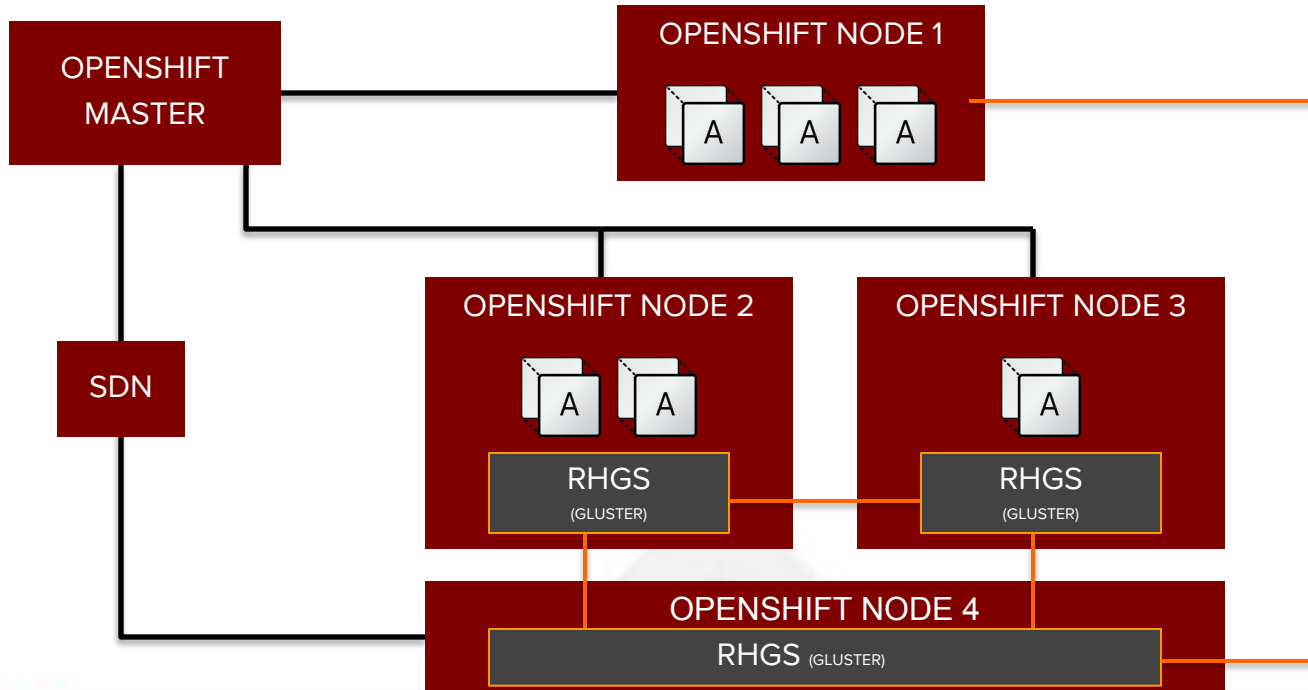 OPENSHIFT
MASTER
OPENSHIFT NODE 1
A A A
OPENSHIFT NODE 2
OPENSHIFT NODE 3
A A
A
SDN
RHGS
(GLUSTER)
RHGS
(GLUSTER)
OPENSHIFT NODE 4
RHGS (GLUSTER)